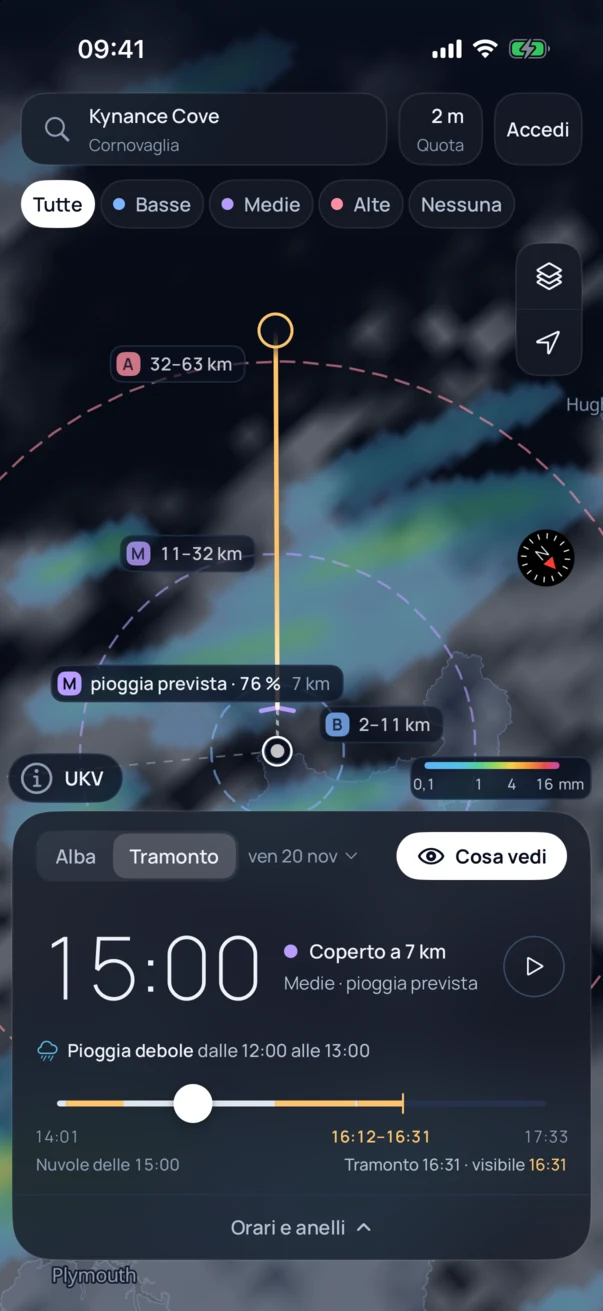 09:41
Kynance Cove
Cornovaglia
2 m
Quota
Accedi
Tutte
Basse
Medie
Alte
Nessuna
A 32–63 km
Hugh
M 11–32 km
N
M pioggia prevista · 76 % 7 km
B 2–11 km
UKV
0,1 1 4 16 mm
Alba
Tramonto
ven 20 nov
Cosa vedi
15:00
Coperto a 7 km
Medie · pioggia prevista
Pioggia debole dalle 12:00 alle 13:00
14:01
16:12–16:31
17:33
Nuvole delle 15:00
Tramonto 16:31 · visibile 16:31
Orari e anelli
Plymouth